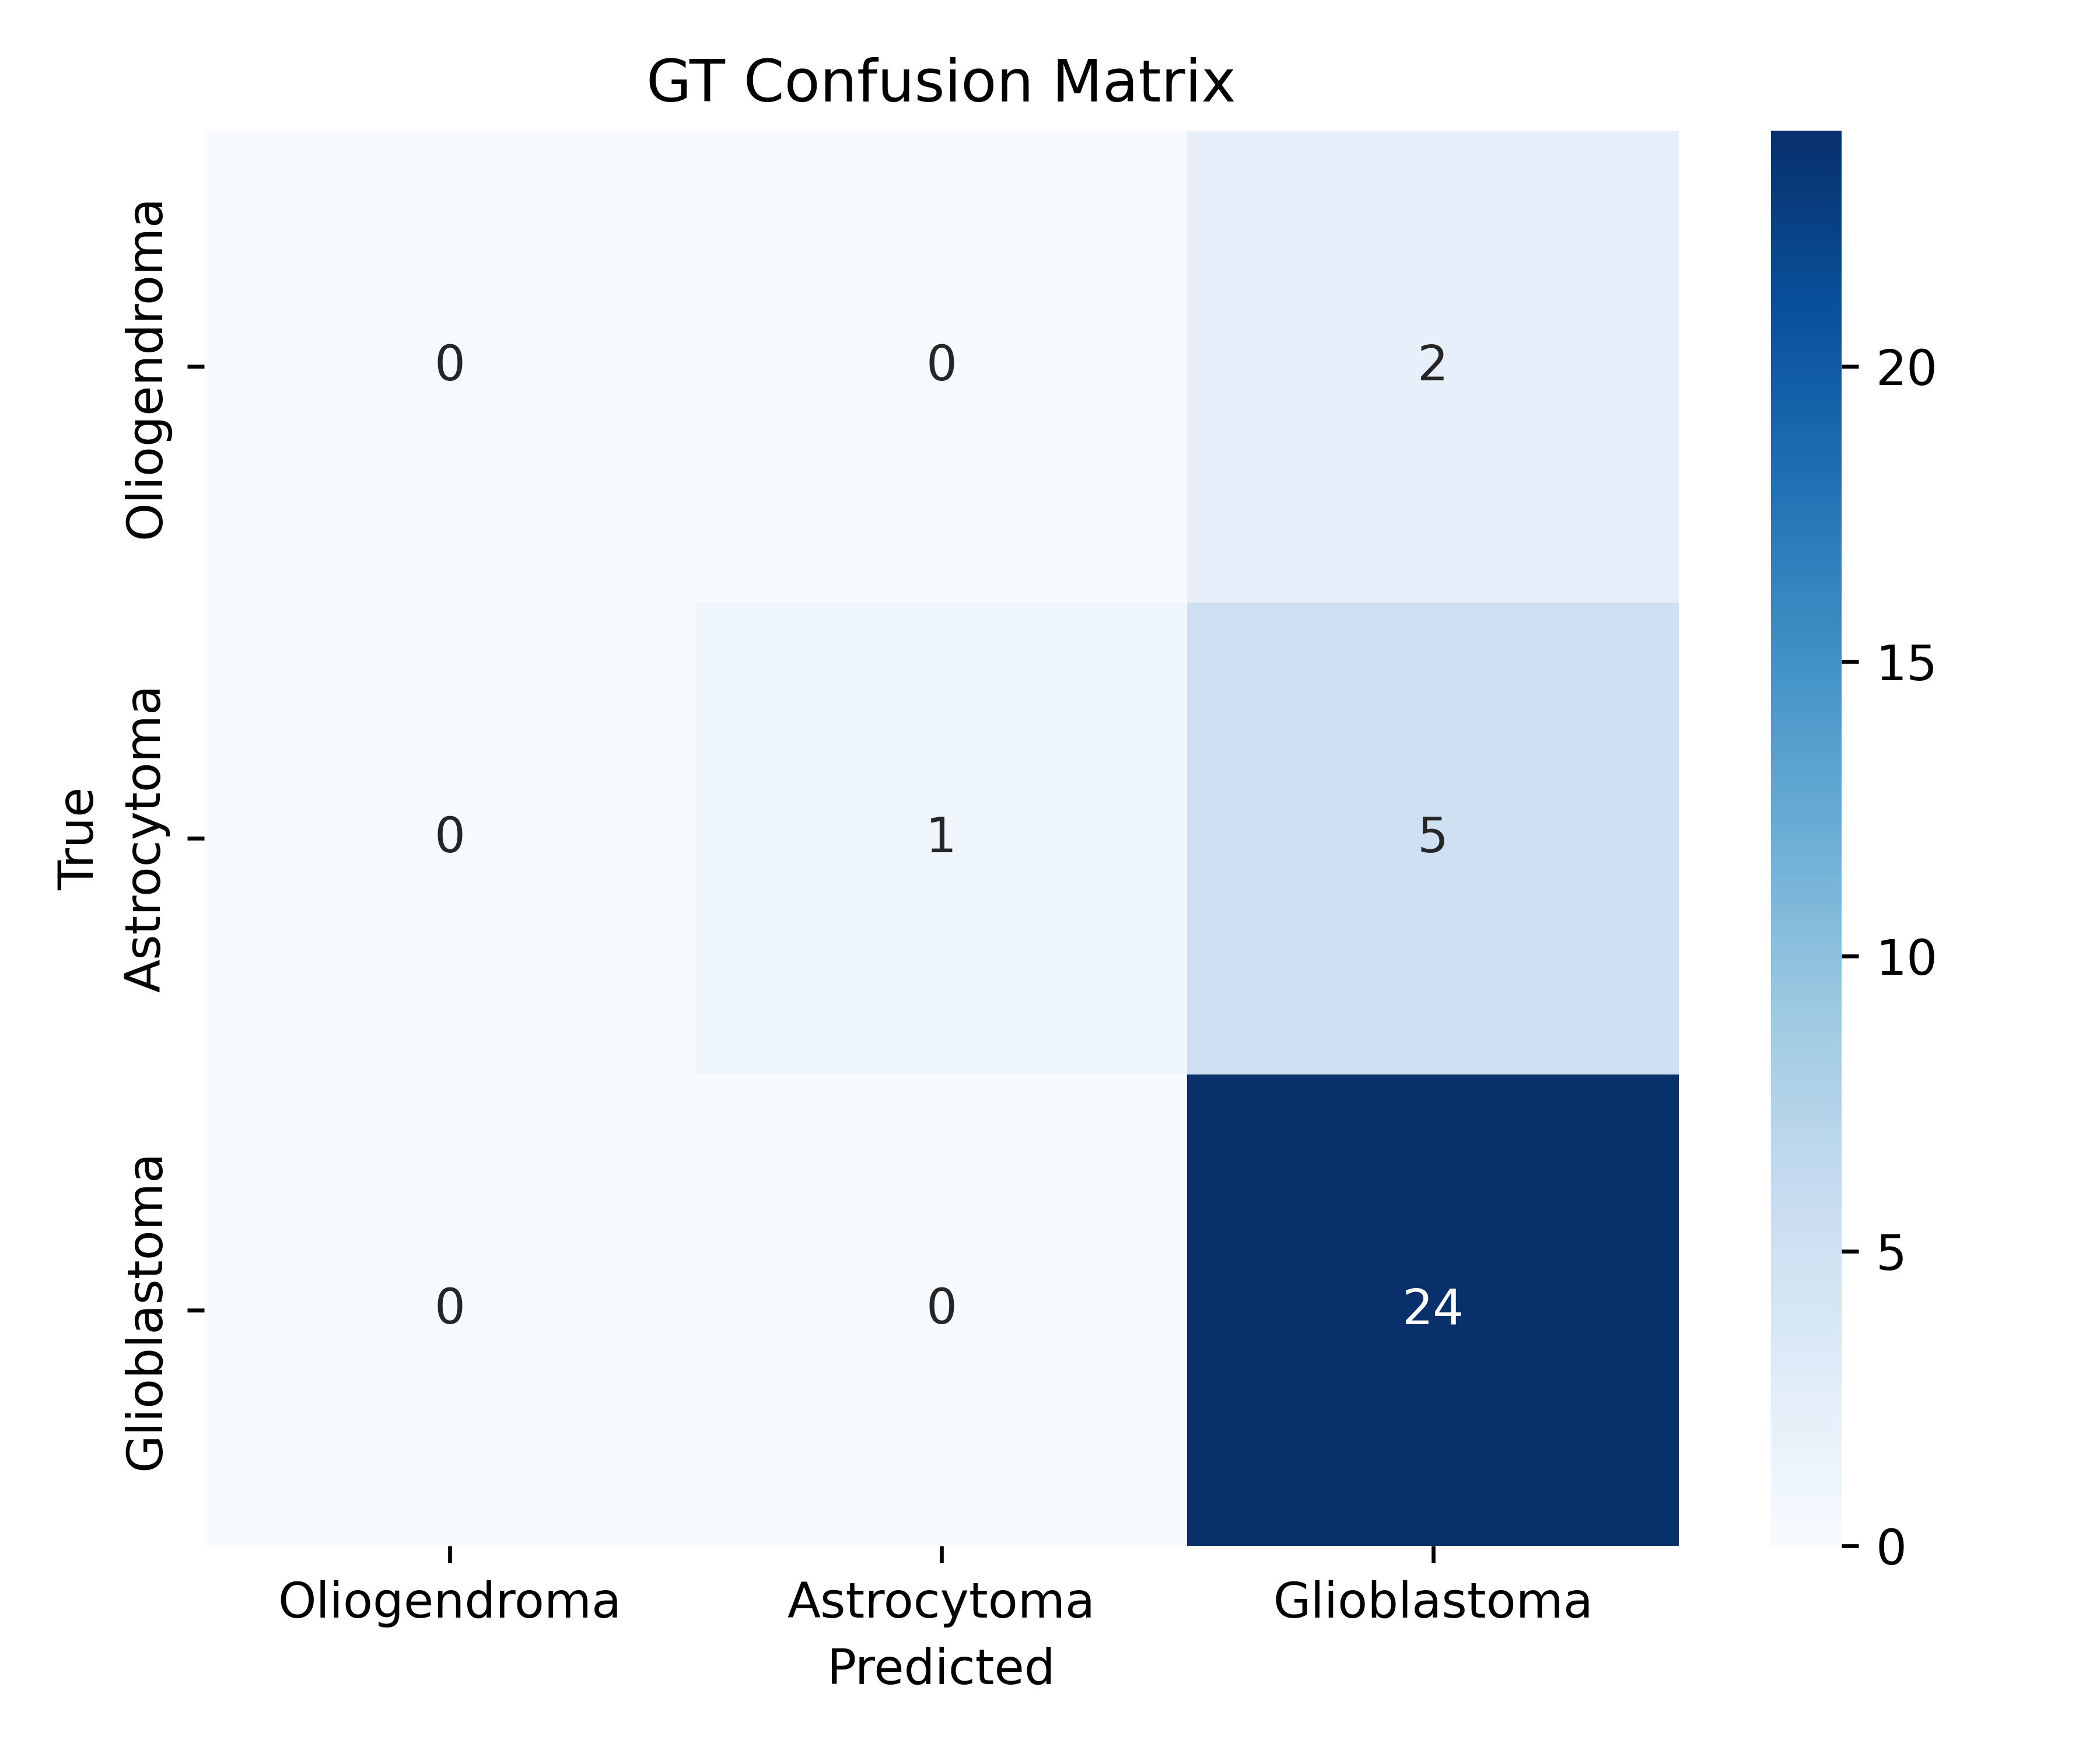 GT Confusion Matrix
True
Oliogendroma
0 0 2
Astrocytoma
0 1 5
Glioblastoma
0 0 24
Oliogendroma Astrocytoma Glioblastoma
Predicted
20
15
10
5
0